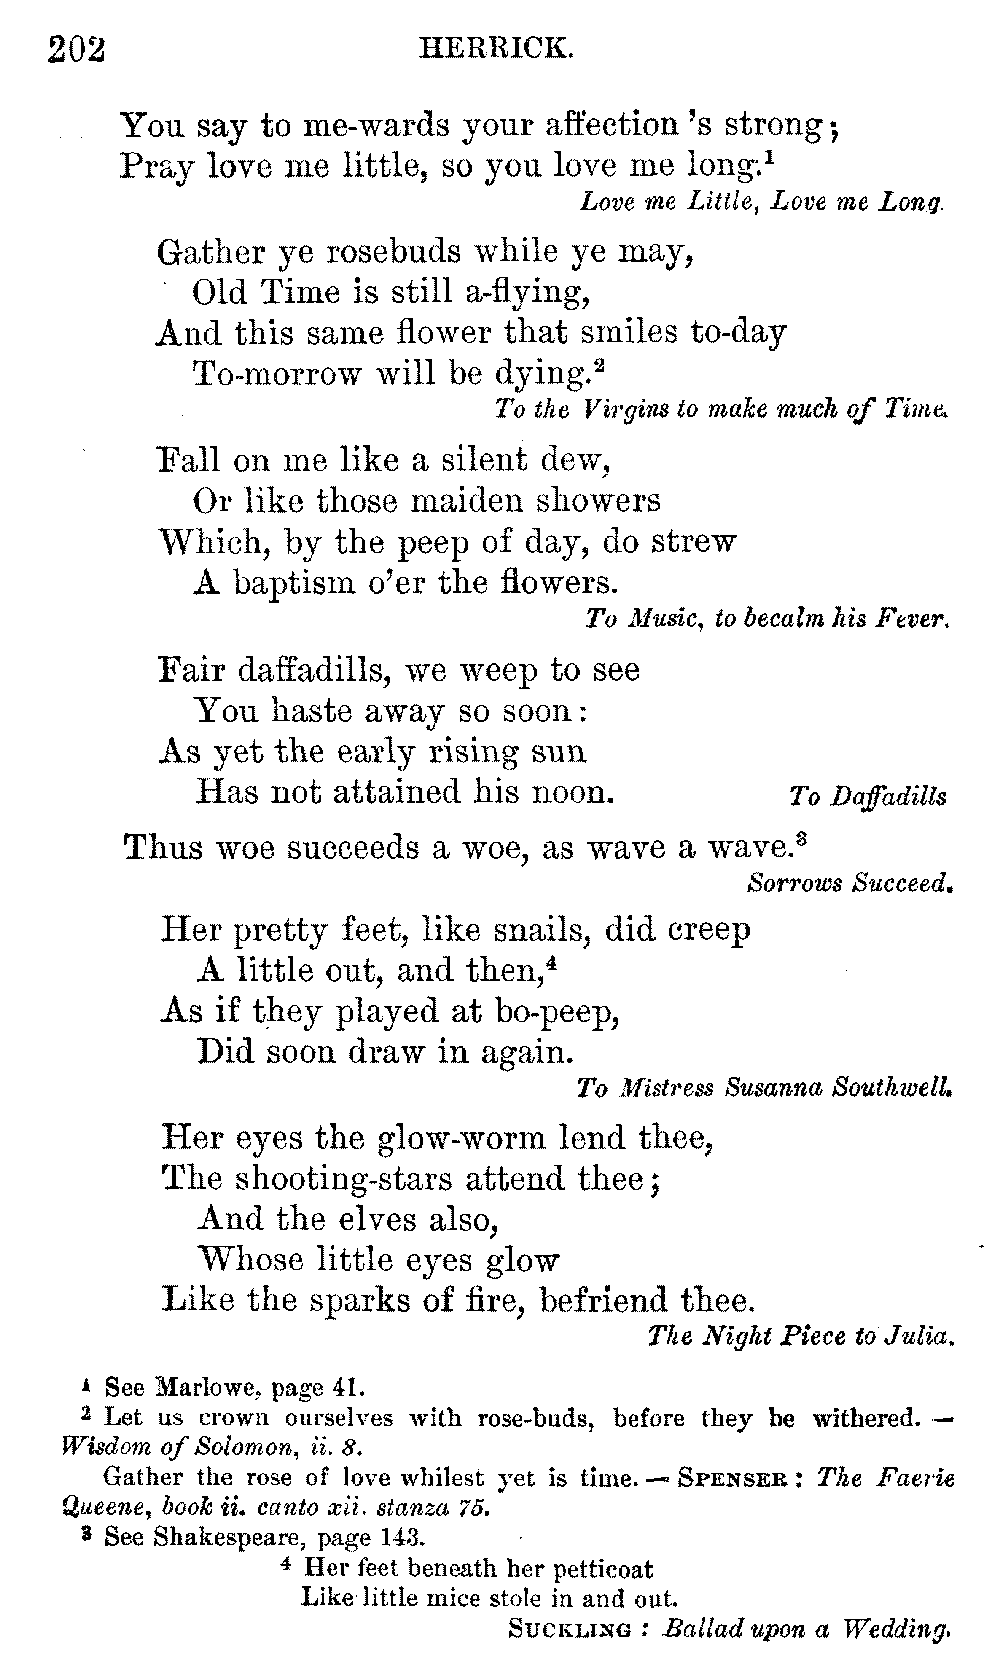 202 HERRICK.
You say to me-wards your affection 's strong;
Pray love me little, so you love me long.¹
Love me Little, Love me Long.
Gather ye rosebuds while ye may,
Old Time is still a-flying,
And this same flower that smiles to-day
To-morrow will be dying.²
To the Virgins to make much of Time.
Fall on me like a silent dew,
Or like those maiden showers
Which, by the peep of day, do strew
A baptism o'er the flowers.
To Music, to becalm his Fever.
Fair daffadills, we weep to see
You haste away so soon:
As yet the early rising sun
Has not attained his noon. To Daffadills
Thus woe succeeds a woe, as wave a wave.³
Sorrows Succeed.
Her pretty feet, like snails, did creep
A little out, and then,⁴
As if they played at bo-peep,
Did soon draw in again.
To Mistress Susanna Southwell.
Her eyes the glow-worm lend thee,
The shooting-stars attend thee;
And the elves also,
Whose little eyes glow
Like the sparks of fire, befriend thee.
The Night Piece to Julia.
¹ See Marlowe, page 41.
² Let us crown ourselves with rose-buds, before they be withered. —
Wisdom of Solomon, ii. 8.
Gather the rose of love whilest yet is time. — SPENSER: The Faerie
Queene, book ii. canto xii. stanza 75.
³ See Shakespeare, page 143.
⁴ Her feet beneath her petticoat
Like little mice stole in and out.
SUCKLING: Ballad upon a Wedding.